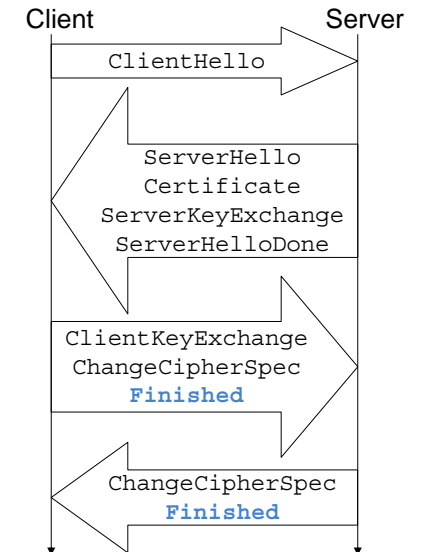 Client Server
ClientHello
ServerHello
Certificate
ServerKeyExchange
ServerHelloDone
ClientKeyExchange
ChangeCipherSpec
Finished
ChangeCipherSpec
Finished